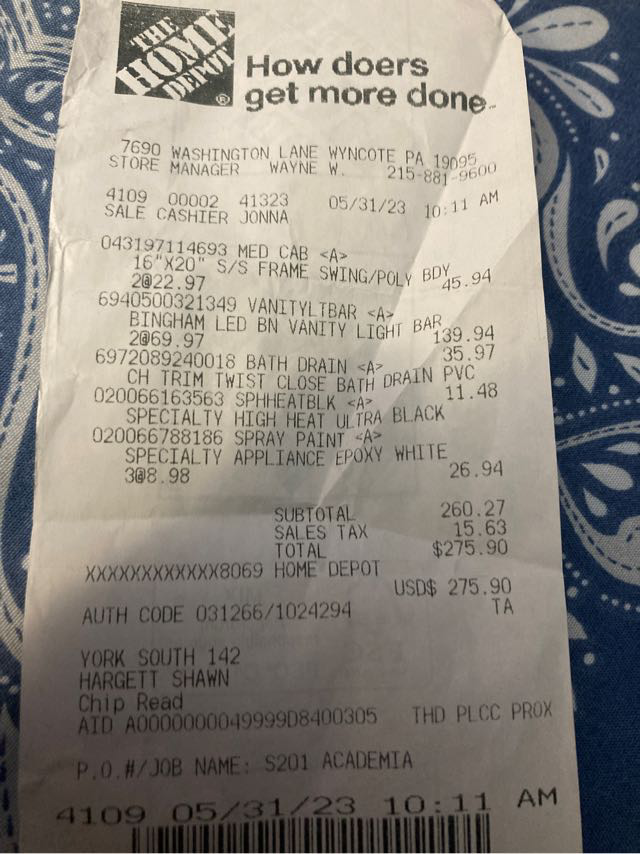 THE
HOME
DEPOT
®
How doers
get more done™
7690 WASHINGTON LANE WYNCOTE PA 19095
STORE MANAGER WAYNE W. 215-881-9600
4109 00002 41323 05/31/23 10:11 AM
SALE CASHIER JONNA
043197114693 MED CAB <A>
16"X20" S/S FRAME SWING/POLY BDY
2@22.97 45.94
6940500321349 VANITYLTBAR <A>
BINGHAM LED BN VANITY LIGHT BAR
2@69.97 139.94
6972089240018 BATH DRAIN <A> 35.97
CH TRIM TWIST CLOSE BATH DRAIN PVC
020066163563 SPHHEATBLK <A> 11.48
SPECIALTY HIGH HEAT ULTRA BLACK
020066788186 SPRAY PAINT <A>
SPECIALTY APPLIANCE EPOXY WHITE
3@8.98 26.94
SUBTOTAL 260.27
SALES TAX 15.63
TOTAL $275.90
XXXXXXXXXXXX8069 HOME DEPOT
USD$ 275.90
AUTH CODE 031266/1024294 TA
YORK SOUTH 142
HARGETT SHAWN
Chip Read
AID A0000000049999D8400305 THD PLCC PROX
P.O.#/JOB NAME: S201 ACADEMIA
4109 05/31/23 10:11 AM